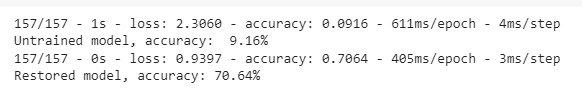 157/157 - 1s - loss: 2.3060 - accuracy: 0.0916 - 611ms/epoch - 4ms/step
Untrained model, accuracy:  9.16%
157/157 - 0s - loss: 0.9397 - accuracy: 0.7064 - 405ms/epoch - 3ms/step
Restored model, accuracy: 70.64%